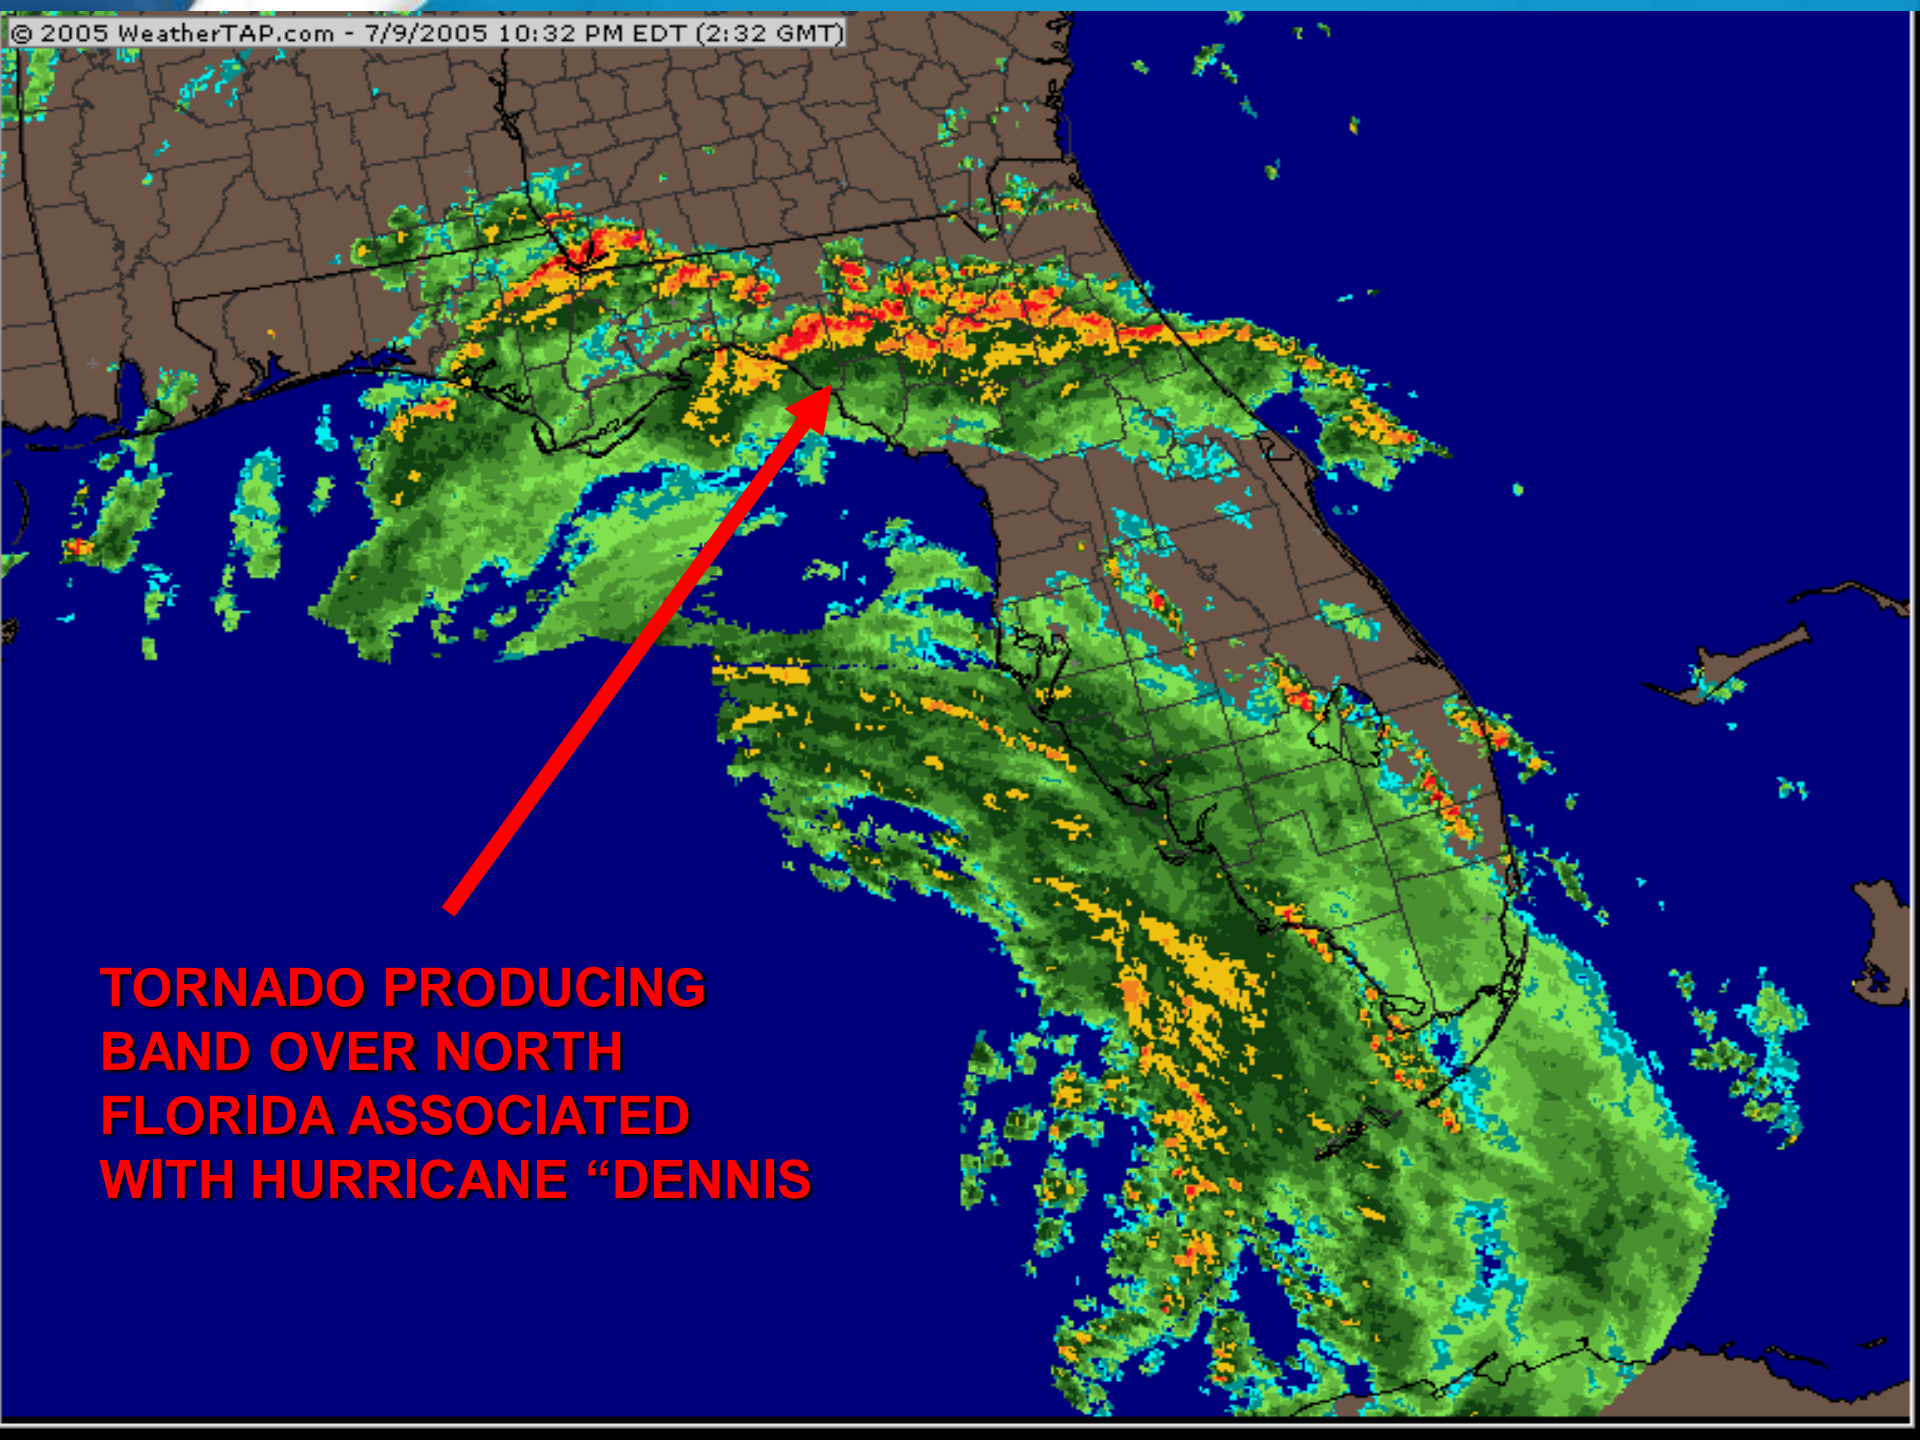 © 2005 WeatherTAP.com - 7/9/2005 10:32 PM EDT (2:32 GMT)
TORNADO PRODUCING
BAND OVER NORTH
FLORIDA ASSOCIATED
WITH HURRICANE “DENNIS